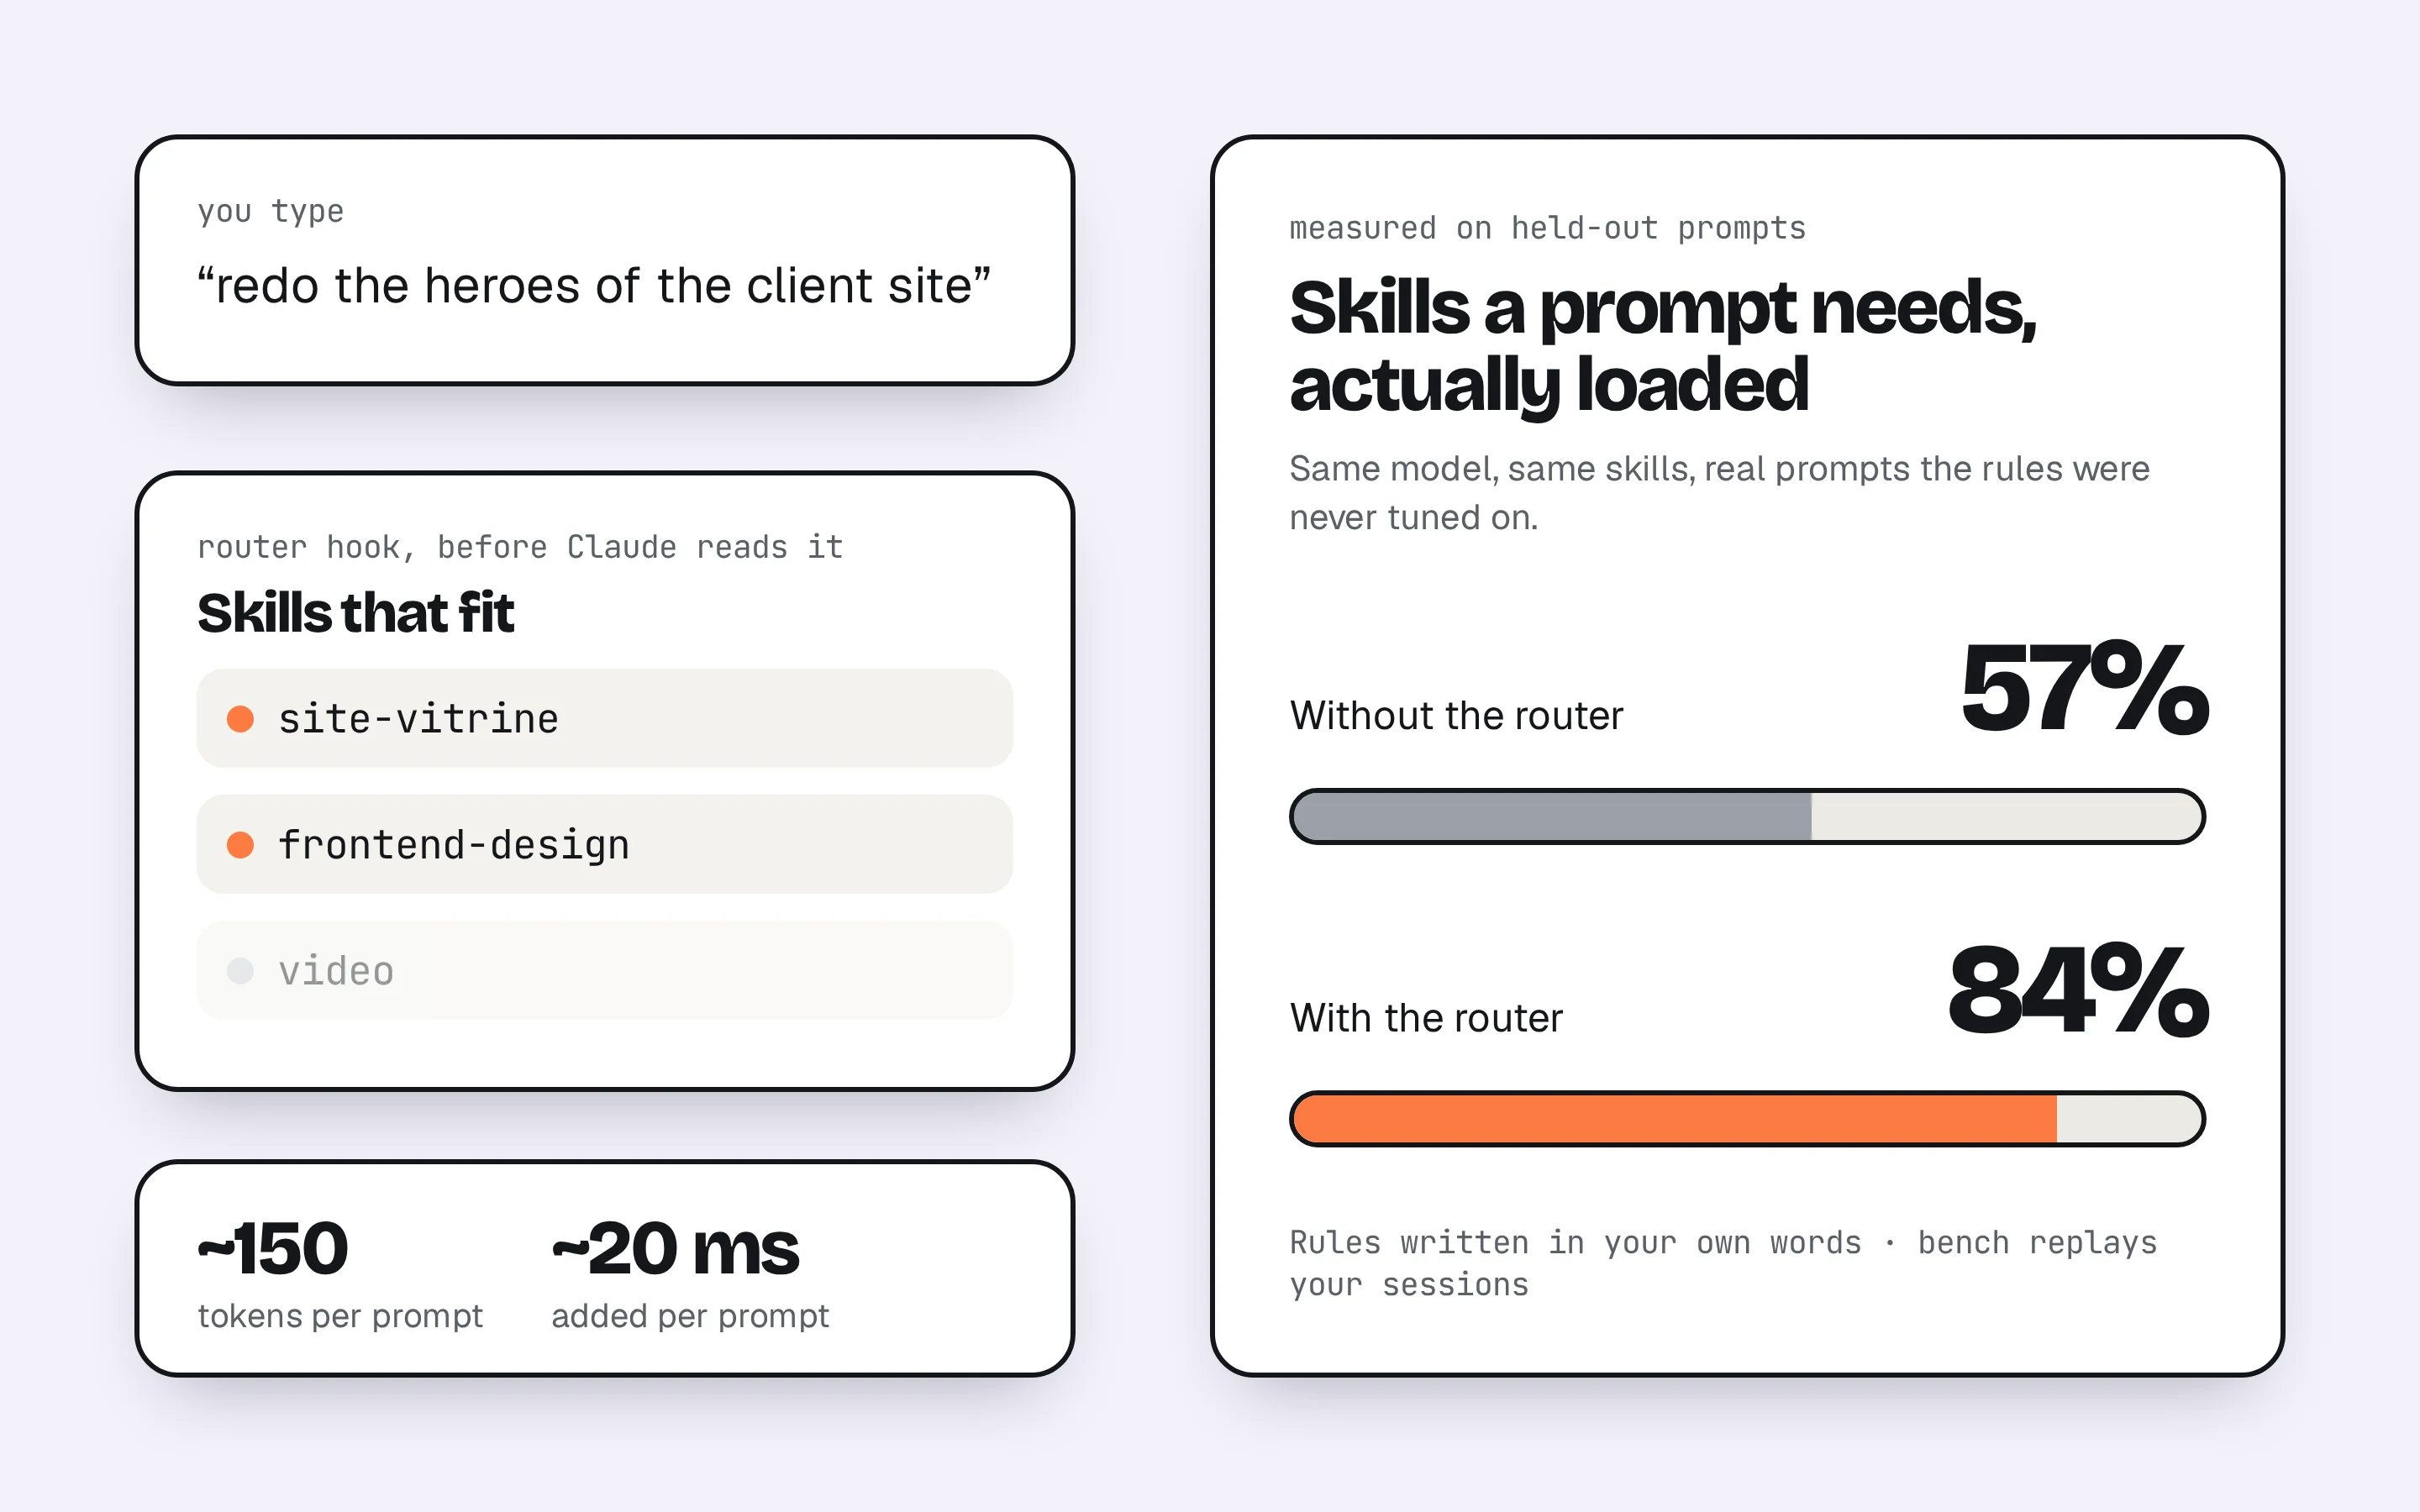 you type
“redo the heroes of the client site”
router hook, before Claude reads it
Skills that fit
site-vitrine
frontend-design
video
~150
tokens per prompt
~20 ms
added per prompt
measured on held-out prompts
Skills a prompt needs,
actually loaded
Same model, same skills, real prompts the rules were
never tuned on.
Without the router
57%
With the router
84%
Rules written in your own words · bench replays
your sessions